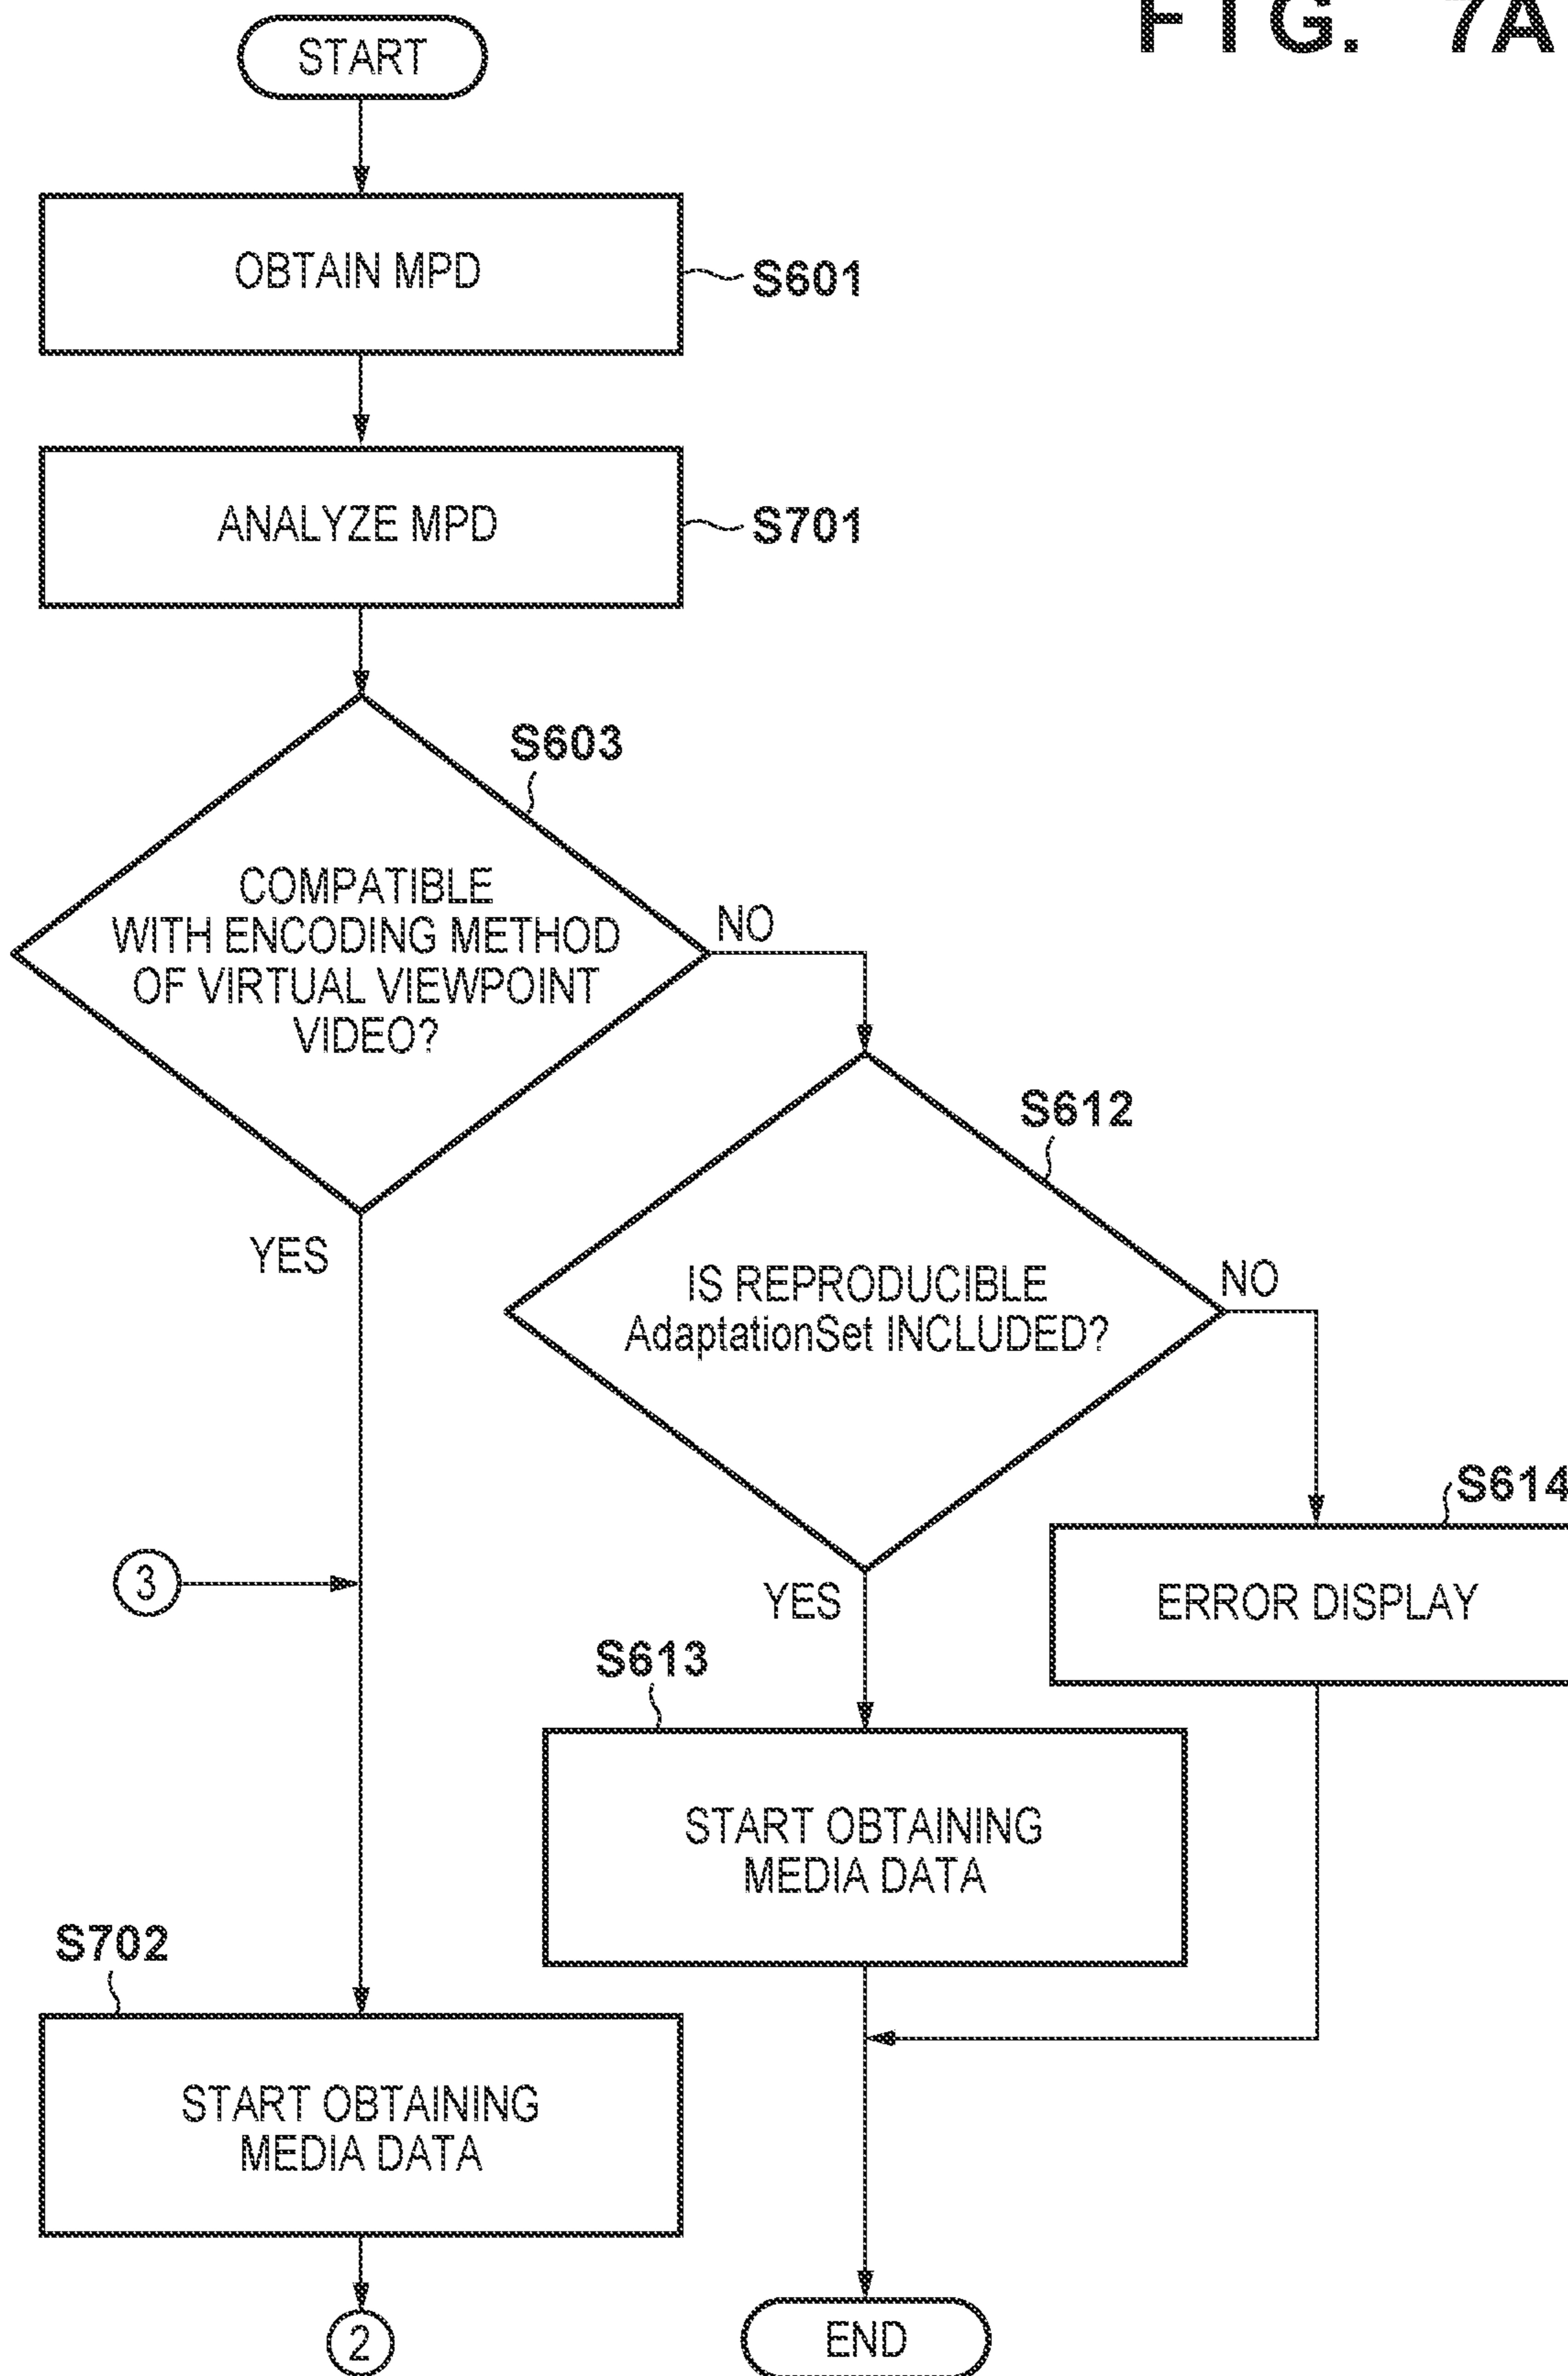 FIG. 7A
START
OBTAIN MPD
S601
ANALYZE MPD
S701
S603
COMPATIBLE
WITH ENCODING METHOD
OF VIRTUAL VIEWPOINT
VIDEO?
NO
YES
S612
IS REPRODUCIBLE
AdaptationSet INCLUDED?
NO
YES
S614
ERROR DISPLAY
3
S613
START OBTAINING
MEDIA DATA
S702
START OBTAINING
MEDIA DATA
2
END